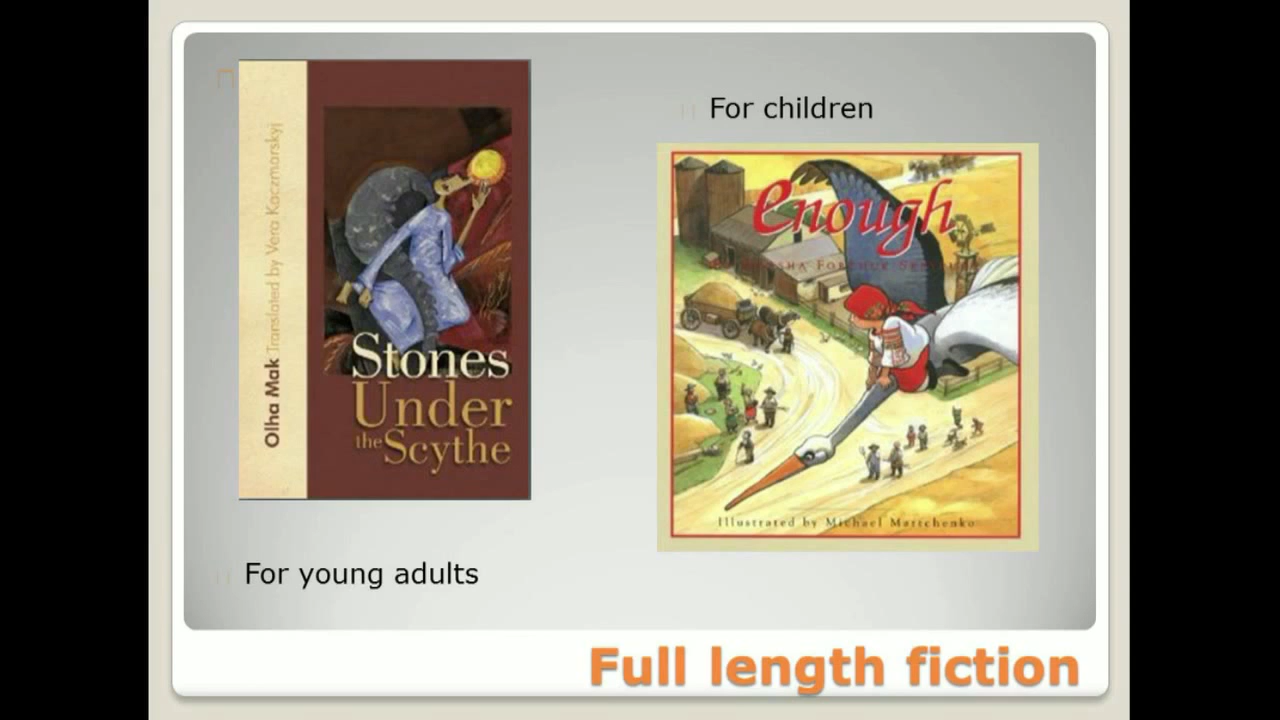 Olha Mak Translated by Vera Kaczmarskyj
Stones
Under
the Scythe
For young adults
For children
enough
Illustrated by Michael Martchenko
Full length fiction